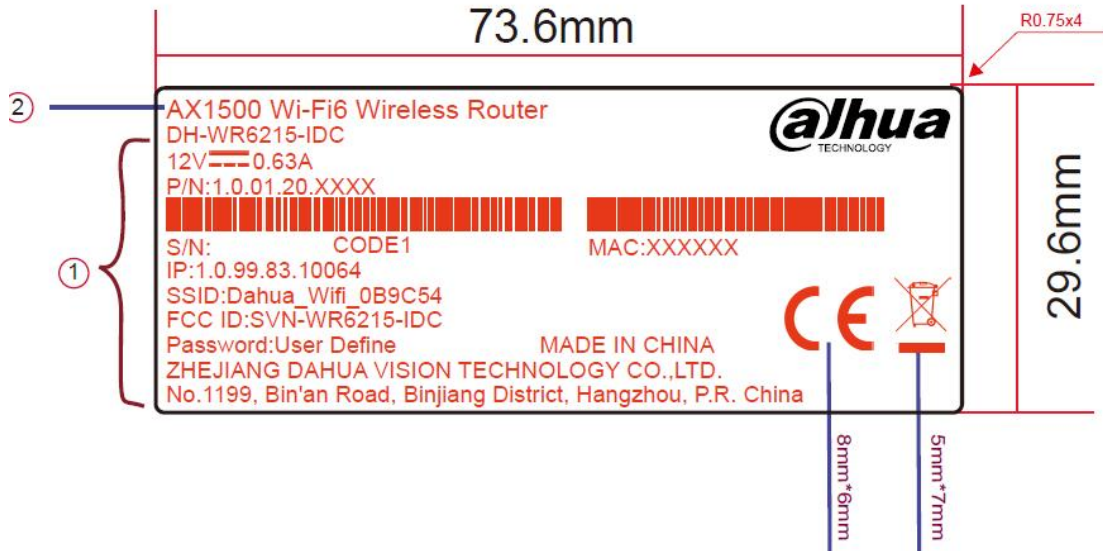 73.6mm
R0.75x4
②
AX1500 Wi-Fi6 Wireless Router
DH-WR6215-IDC
12V 0.63A
P/N:1.0.01.20.XXXX
alhua
TECHNOLOGY
29.6mm
①
S/N: CODE1 MAC:XXXXXX
IP:1.0.99.83.10064
SSID:Dahua_Wifi_0B9C54
FCC ID:SVN-WR6215-IDC
Password:User Define MADE IN CHINA
CE
ZHEJIANG DAHUA VISION TECHNOLOGY CO.,LTD.
No.1199, Bin'an Road, Binjiang District, Hangzhou, P.R. China
8mm*6mm
5mm*7mm